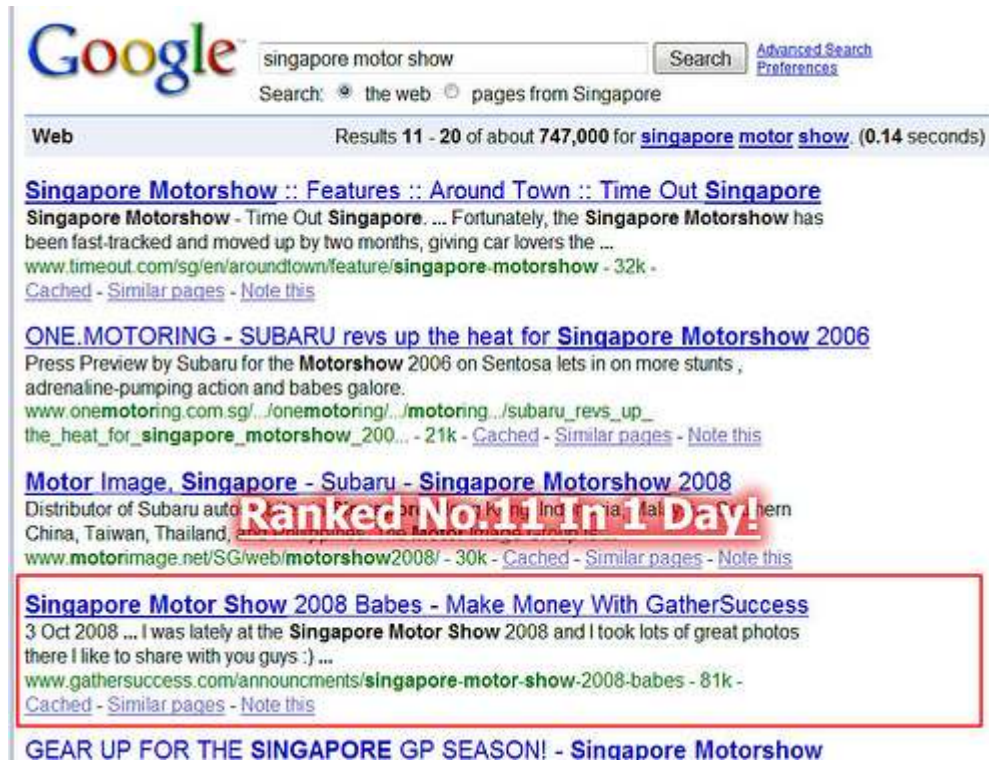 Google singapore motor show Search Advanced Search
Preferences
Search: the web pages from Singapore
Web Results 11 - 20 of about 747,000 for singapore motor show. (0.14 seconds)
Singapore Motorshow :: Features :: Around Town :: Time Out Singapore
Singapore Motorshow - Time Out Singapore. ... Fortunately, the Singapore Motorshow has
been fast-tracked and moved up by two months, giving car lovers the ...
www.timeout.com/sg/en/aroundtown/feature/singapore-motorshow - 32k -
Cached - Similar pages - Note this
ONE.MOTORING - SUBARU revs up the heat for Singapore Motorshow 2006
Press Preview by Subaru for the Motorshow 2006 on Sentosa lets in on more stunts ,
adrenaline-pumping action and babes galore.
www.onemotoring.com.sg/.../onemotoring/.../motoring.../subaru_revs_up_
the_heat_for_singapore_motorshow_200... - 21k - Cached - Similar pages - Note this
Motor Image, Singapore - Subaru - Singapore Motorshow 2008
Ranked No.11 In 1 Day!
Distributor of Subaru
China, Taiwan, Thailand,
www.motorimage.net/SG/web/motorshow2008/ - 30k - Cached - Similar pages - Note this
Singapore Motor Show 2008 Babes - Make Money With GatherSuccess
3 Oct 2008 ... I was lately at the Singapore Motor Show 2008 and I took lots of great photos
there I like to share with you guys :) ...
www.gathersuccess.com/announcments/singapore-motor-show-2008-babes - 81k -
Cached - Similar pages - Note this
GEAR UP FOR THE SINGAPORE GP SEASON! - Singapore Motorshow